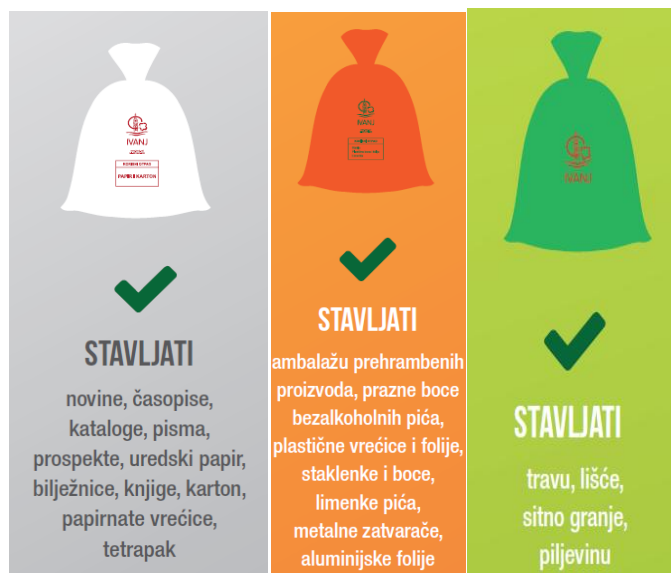 IVANJ
PAPIR I KARTON
STAVLJATI
novine, časopise,
kataloge, pisma,
prospekte, uredski papir,
bilježnice, knjige, karton,
papirnate vrećice,
tetrapak
IVANJ
STAVLJATI
ambalažu prehrambenih
proizvoda, prazne boce
bezalkoholnih pića,
plastične vrećice i folije,
staklenke i boce,
limenke pića,
metalne zatvarače,
aluminijske folije
IVANJ
STAVLJATI
travu, lišće,
sitno granje,
piljevinu